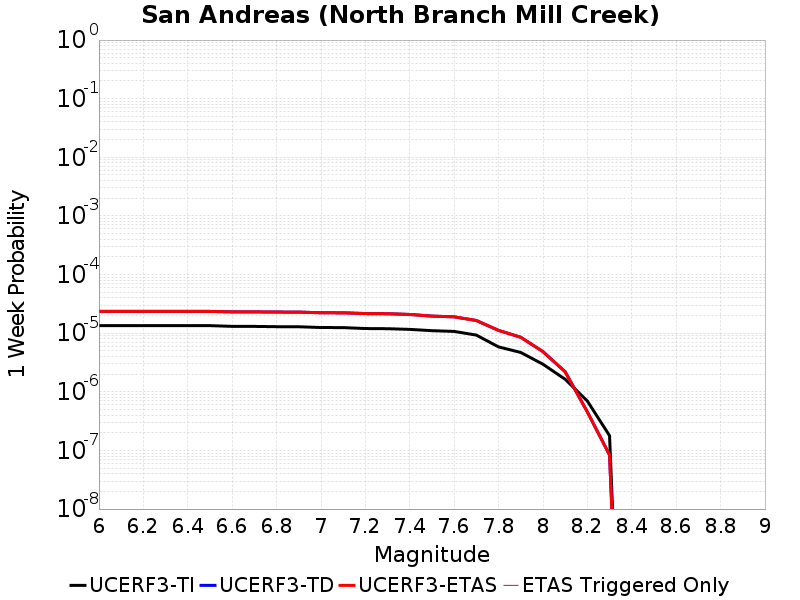 San Andreas (North Branch Mill Creek)
1 Week Probability
10^0
10^-1
10^-2
10^-3
10^-4
10^-5
10^-6
10^-7
10^-8
6 6.2 6.4 6.6 6.8 7 7.2 7.4 7.6 7.8 8 8.2 8.4 8.6 8.8 9
Magnitude
UCERF3-TI UCERF3-TD UCERF3-ETAS ETAS Triggered Only